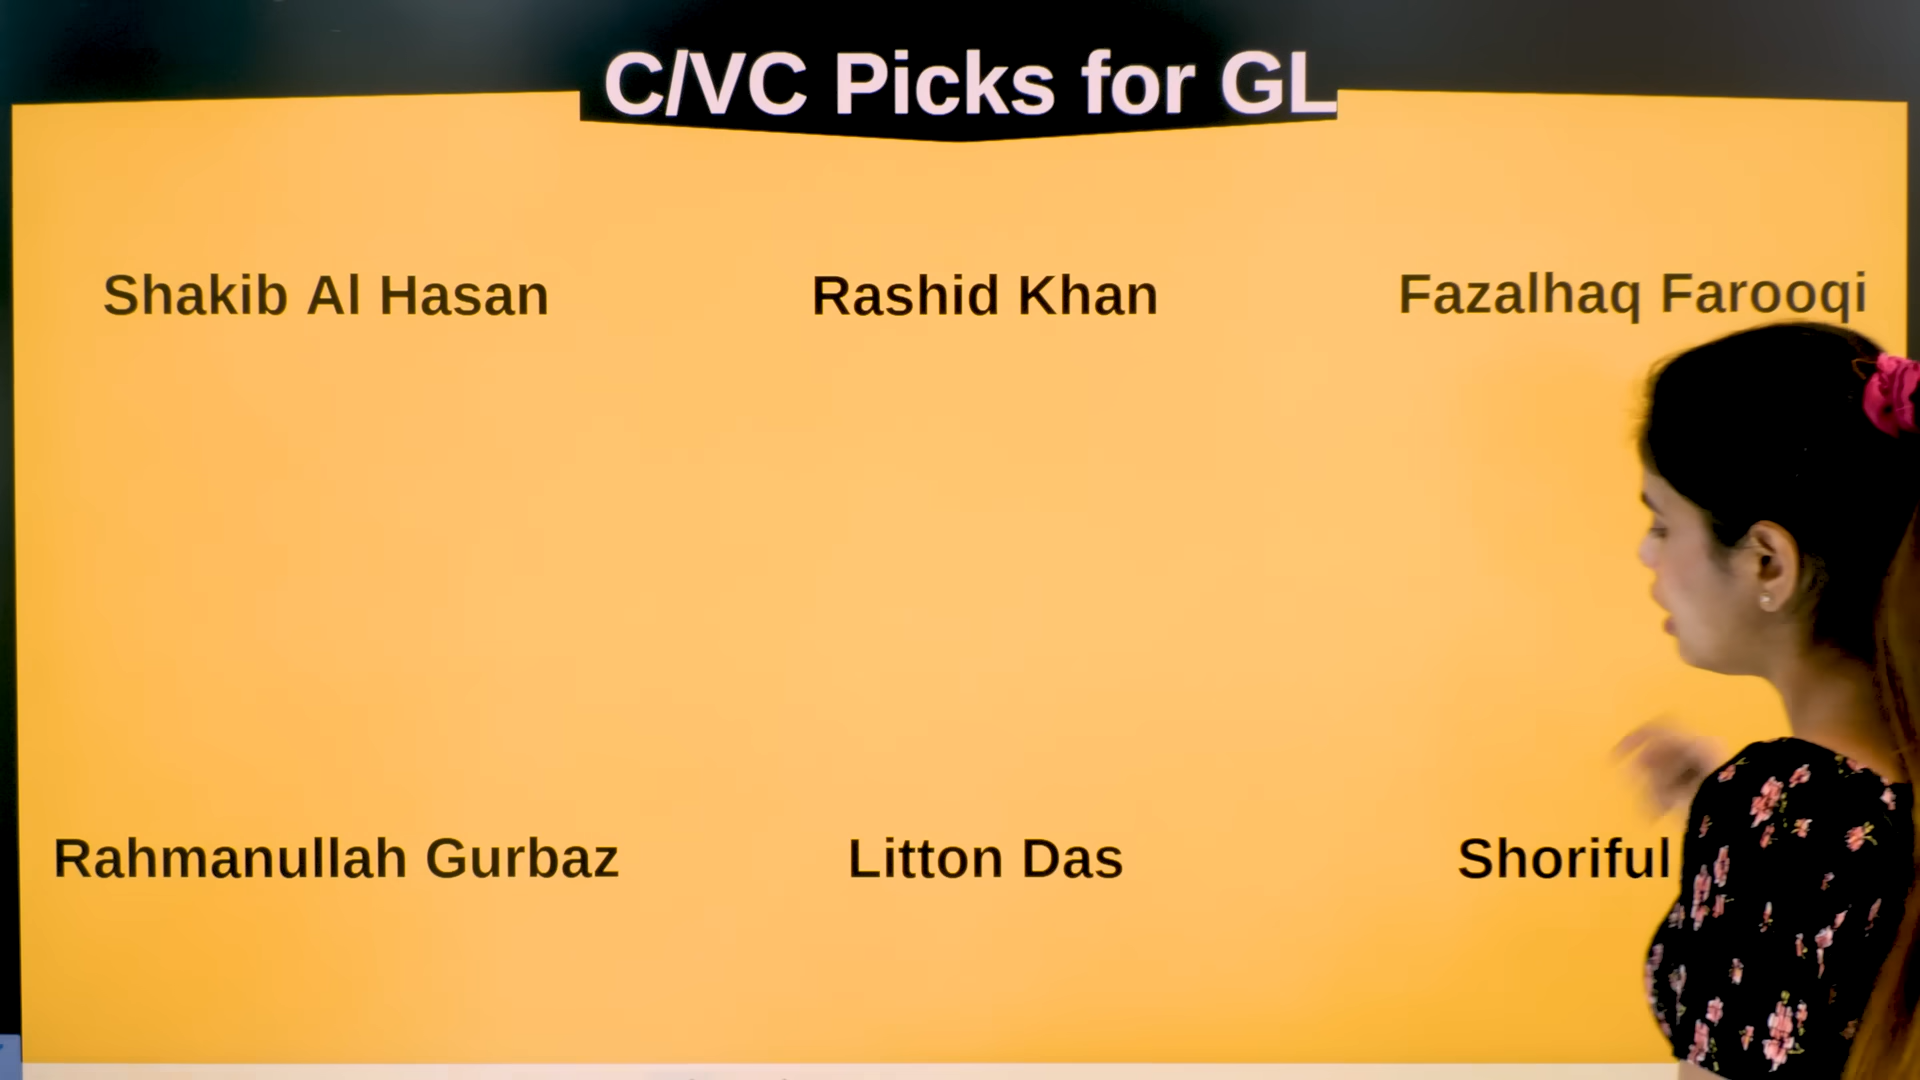 C/VC Picks for GL
Shakib Al Hasan Rashid Khan Fazalhaq Farooqi
Rahmanullah Gurbaz Litton Das Shoriful